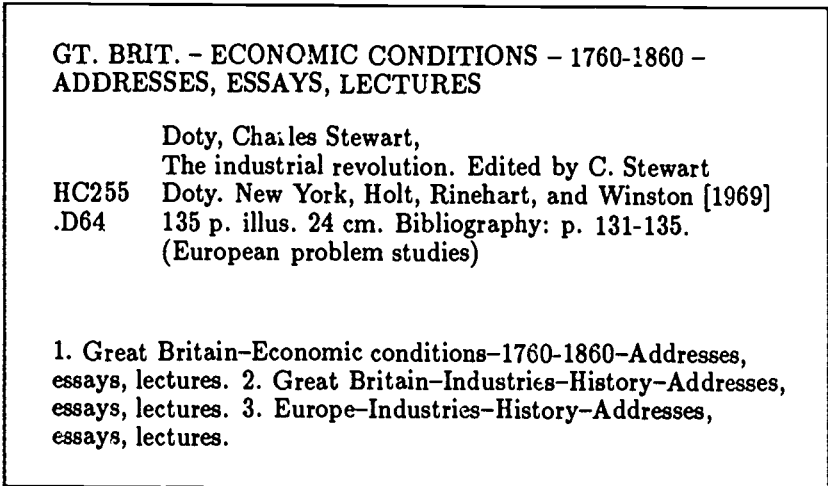 GT. BRIT. – ECONOMIC CONDITIONS – 1760-1860 –
ADDRESSES, ESSAYS, LECTURES
Doty, Charles Stewart,
The industrial revolution. Edited by C. Stewart
HC255 Doty. New York, Holt, Rinehart, and Winston [1969]
.D64 135 p. illus. 24 cm. Bibliography: p. 131-135.
(European problem studies)
1. Great Britain–Economic conditions–1760-1860–Addresses,
essays, lectures. 2. Great Britain–Industries–History–Addresses,
essays, lectures. 3. Europe–Industries–History–Addresses,
essays, lectures.